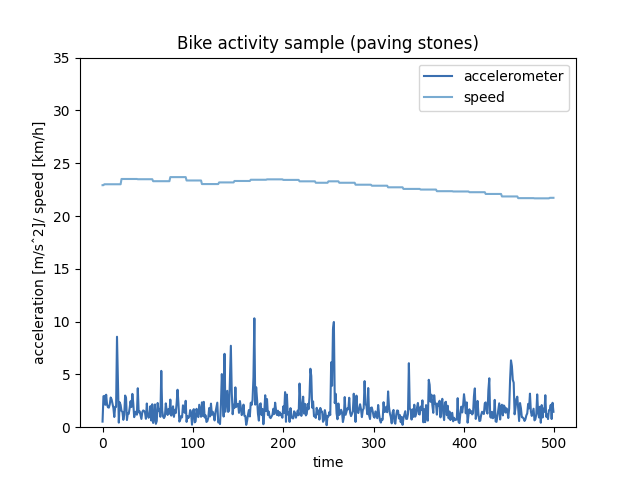 Bike activity sample (paving stones)
accelerometer
speed
acceleration [m/sˆ2]/ speed [km/h]
35
30
25
20
15
10
5
0
0 100 200 300 400 500
time